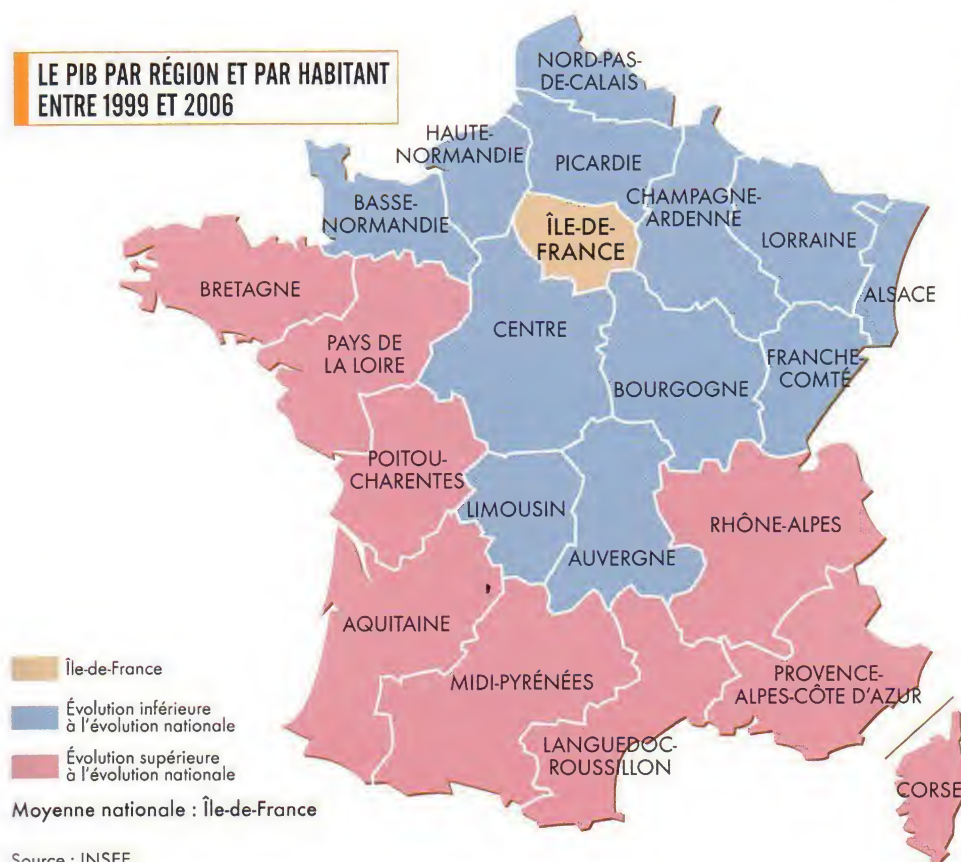 LE PIB PAR RÉGION ET PAR HABITANT
ENTRE 1999 ET 2006
NORD-PAS-
DE-CALAIS
HAUTE-
NORMANDIE
PICARDIE
BASSE-
NORMANDIE
CHAMPAGNE-
ARDENNE
ÎLE-DE-
FRANCE
LORRAINE
ALSACE
BRETAGNE
PAYS DE
LA LOIRE
CENTRE
BOURGOGNE
FRANCHE-
COMTÉ
POITOU-
CHARENTES
LIMOUSIN
AUVERGNE
RHÔNE-ALPES
AQUITAINE
MIDI-PYRÉNÉES
LANGUEDOC-
ROUSSILLON
PROVENCE-
ALPES-CÔTE D'AZUR
CORSE
Île-de-France
Évolution inférieure
à l'évolution nationale
Évolution supérieure
à l'évolution nationale
Moyenne nationale : Île-de-France
Source : INSEE